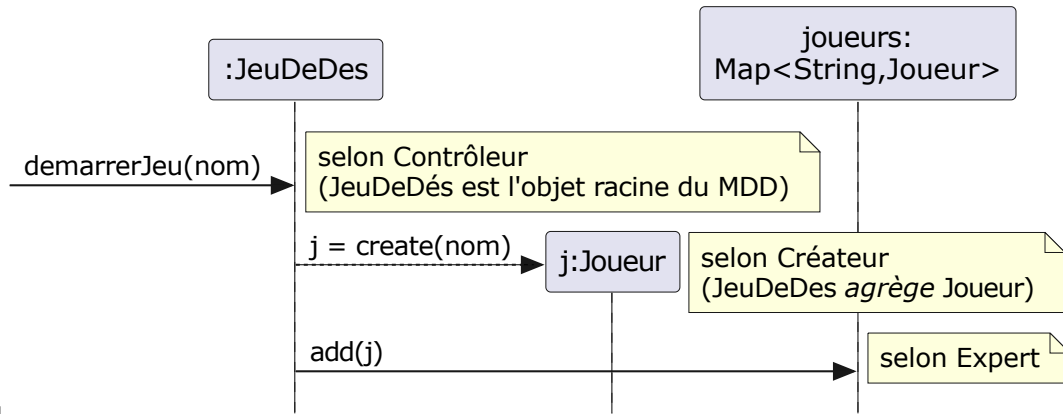 :JeuDeDes
joueurs:
Map<String,Joueur>
demarrerJeu(nom)
selon Contrôleur
(JeuDeDés est l'objet racine du MDD)
j = create(nom)
j:Joueur
selon Créateur
(JeuDeDes agrège Joueur)
add(j)
selon Expert